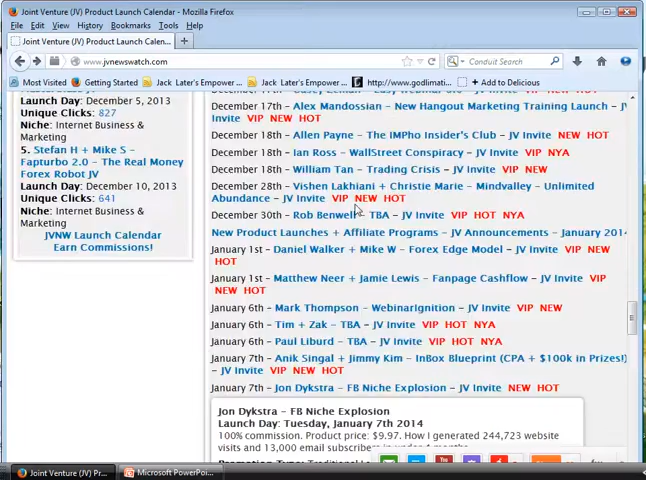 Joint Venture (JV) Product Launch Calendar - Mozilla Firefox
File Edit View History Bookmarks Tools Help
Joint Venture (JV) Product Launch Calen...
www.jvnewswatch.com
Conduit Search
Most Visited Getting Started Jack Later's Empower ... Jack Later's Empower ... http://www.godlimati... + Add to Delicious
Launch Day: December 5, 2013
Unique Clicks: 827
Niche: Internet Business &
Marketing
5. Stefan H + Mike S -
Fapturbo 2.0 - The Real Money
Forex Robot JV
Launch Day: December 10, 2013
Unique Clicks: 641
Niche: Internet Business &
Marketing
JVNW Launch Calendar
Earn Commissions!
December 17th - Alex Mandossian - New Hangout Marketing Training Launch - JV
Invite VIP NEW HOT
December 18th - Allen Payne - The IMPho Insider's Club - JV Invite NEW HOT
December 18th - Ian Ross - WallStreet Conspiracy - JV Invite VIP NYA
December 18th - William Tan - Trading Crisis - JV Invite VIP NEW
December 28th - Vishen Lakhiani + Christie Marie - Mindvalley - Unlimited
Abundance - JV Invite VIP NEW HOT
December 30th - Rob Benwell - TBA - JV Invite VIP HOT NYA
New Product Launches + Affiliate Programs - JV Announcements - January 2014
January 1st - Daniel Walker + Mike W - Forex Edge Model - JV Invite VIP NEW
HOT
January 1st - Matthew Neer + Jamie Lewis - Fanpage Cashflow - JV Invite VIP
NEW HOT
January 6th - Mark Thompson - WebinarIgnition - JV Invite VIP NEW
January 6th - Tim + Zak - TBA - JV Invite VIP HOT NYA
January 6th - Paul Liburd - TBA - JV Invite VIP HOT NYA
January 7th - Anik Singal + Jimmy Kim - InBox Blueprint (CPA + $100k in Prizes!)
- JV Invite VIP NEW HOT
January 7th - Jon Dykstra - FB Niche Explosion - JV Invite NEW HOT
Jon Dykstra - FB Niche Explosion
Launch Day: Tuesday, January 7th 2014
100% commission. Product price: $9.97. How I generated 244,723 website
Joint Venture (JV) Pr...
Microsoft PowerPoi...